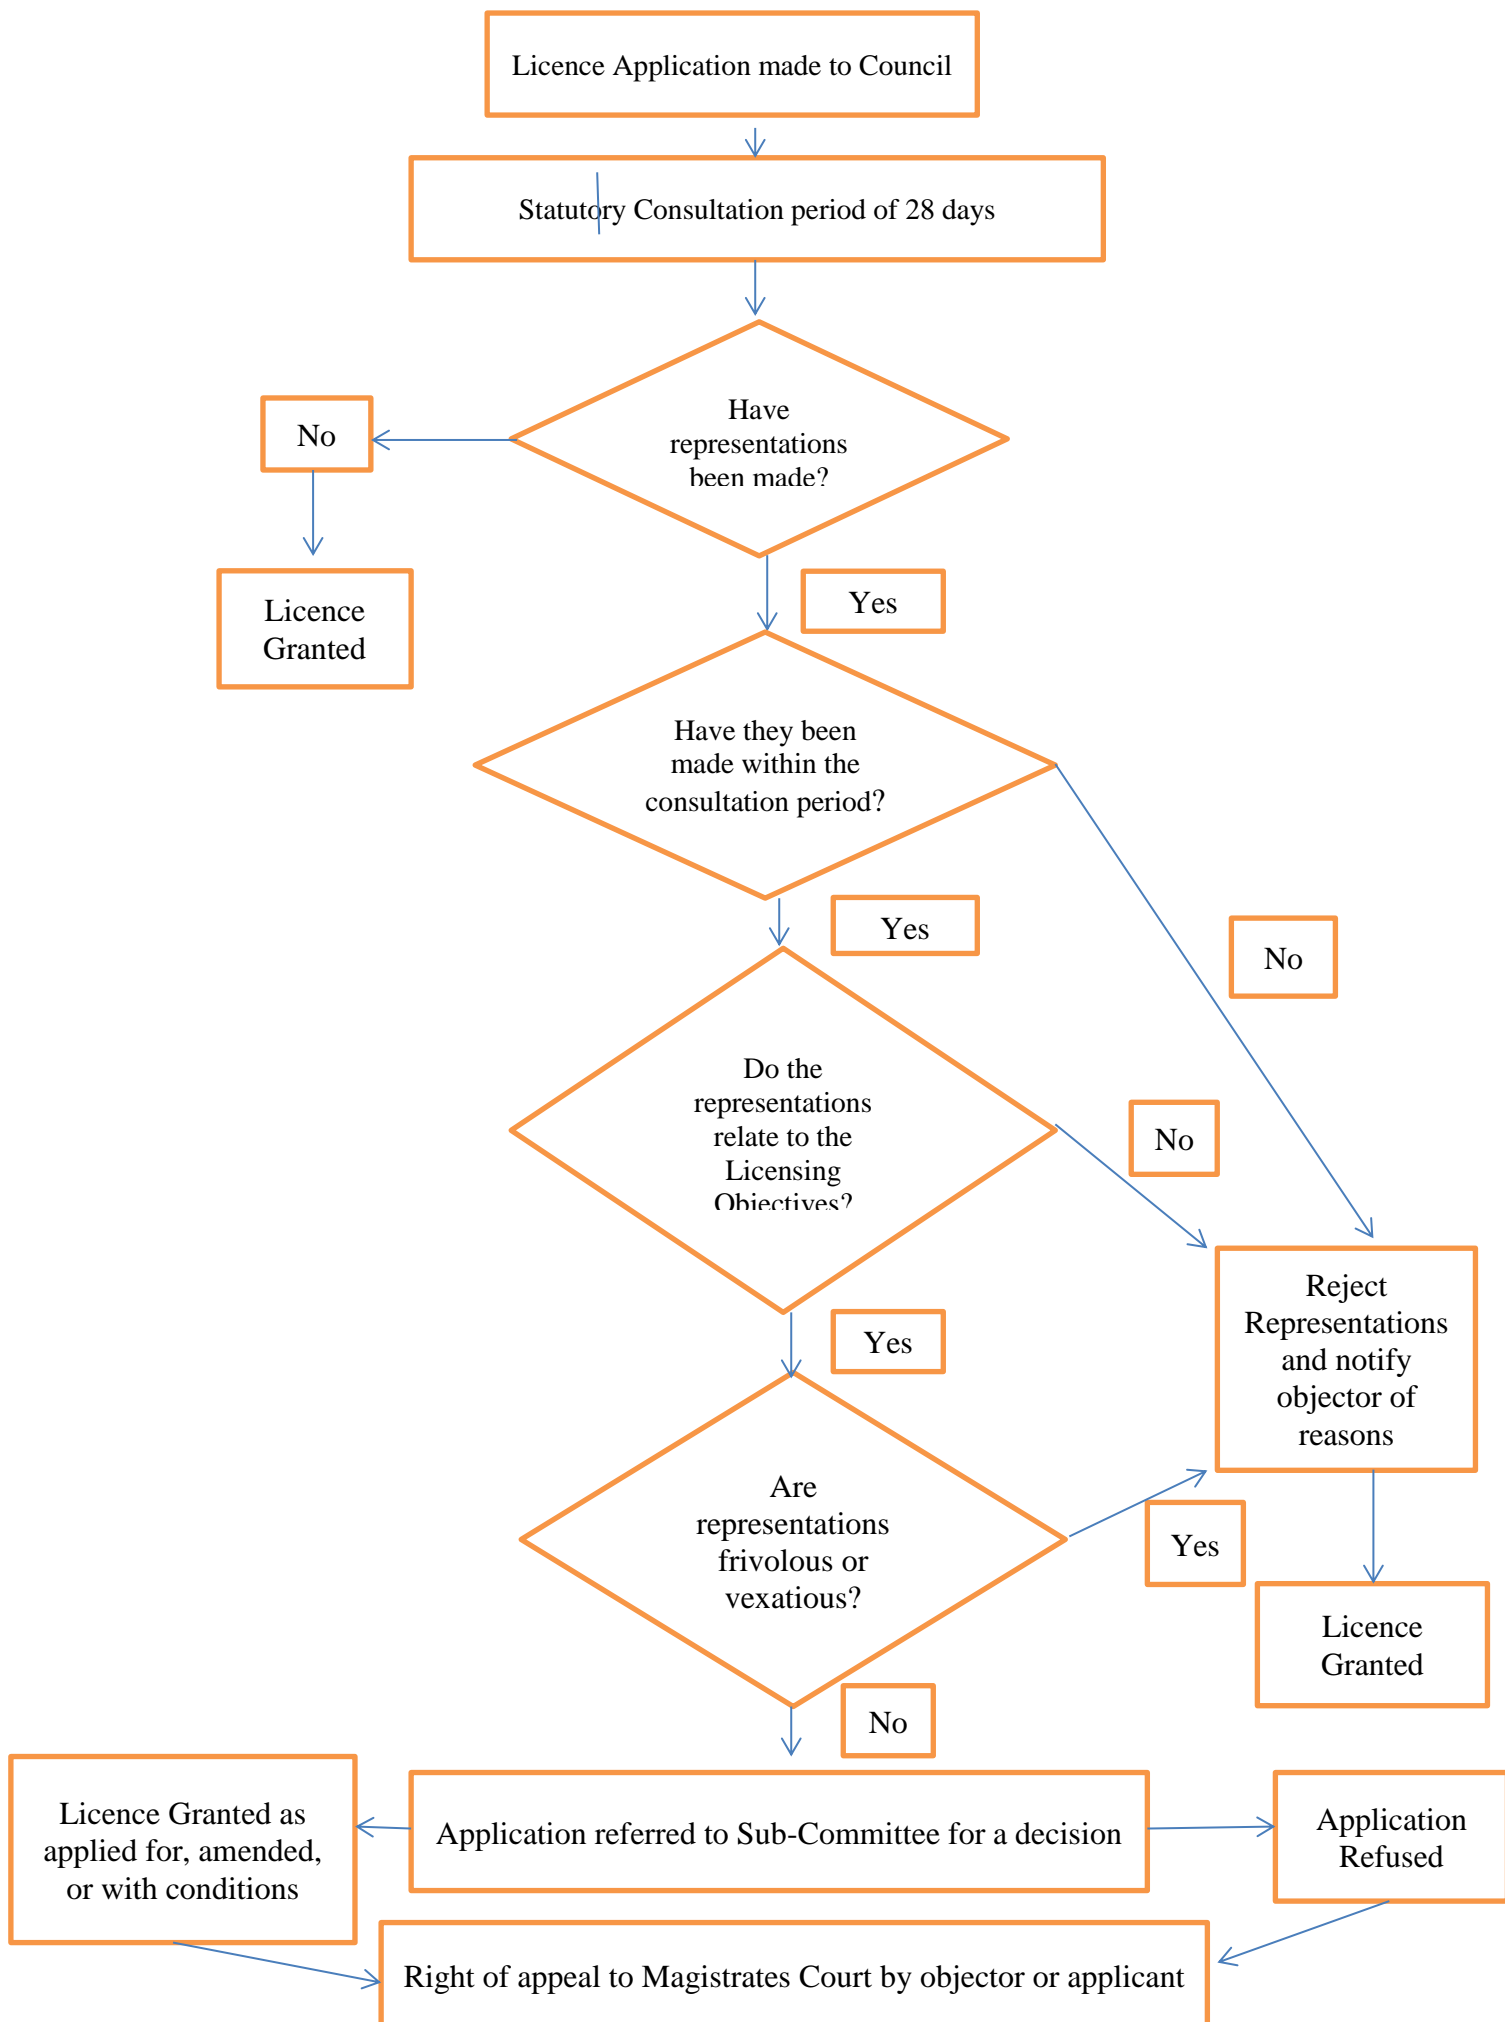 Licence Application made to Council
Statutory Consultation period of 28 days
Have
representations
been made?
No
Licence
Granted
Yes
Have they been
made within the
consultation period?
Yes
No
Do the
representations
relate to the
Licensing
Objectives?
No
Yes
Reject
Representations
and notify
objector of
reasons
Are
representations
frivolous or
vexatious?
Yes
Licence
Granted
No
Licence Granted as
applied for, amended,
or with conditions
Application referred to Sub-Committee for a decision
Application
Refused
Right of appeal to Magistrates Court by objector or applicant